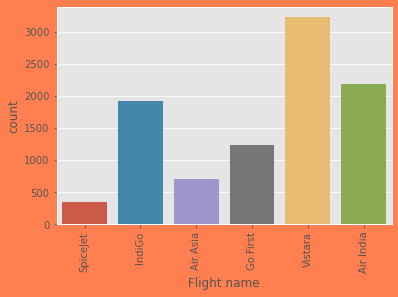 3000
2500
2000
1500
1000
500
0
count
SpiceJet
IndiGo
Air Asia
Go First
Vistara
Air India
Flight name